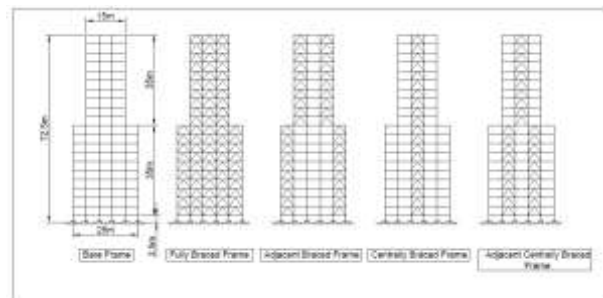 15m
72.5m
35m
35m
2.5m
25m
Base Frame
Fully Braced Frame
Adjacent Braced Frame
Centrally Braced Frame
Adjacent Centrally Braced
Frame